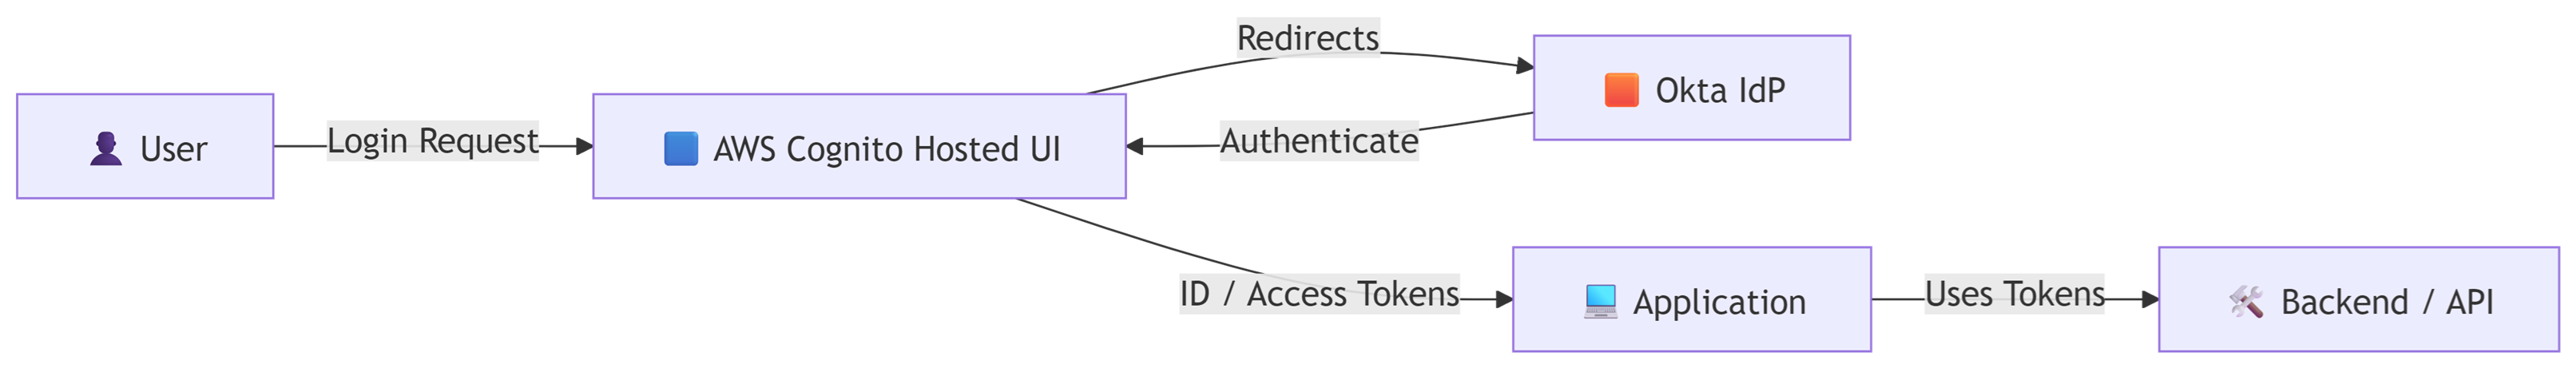 User
Login Request
AWS Cognito Hosted UI
Redirects
Authenticate
Okta IdP
ID / Access Tokens
Application
Uses Tokens
Backend / API